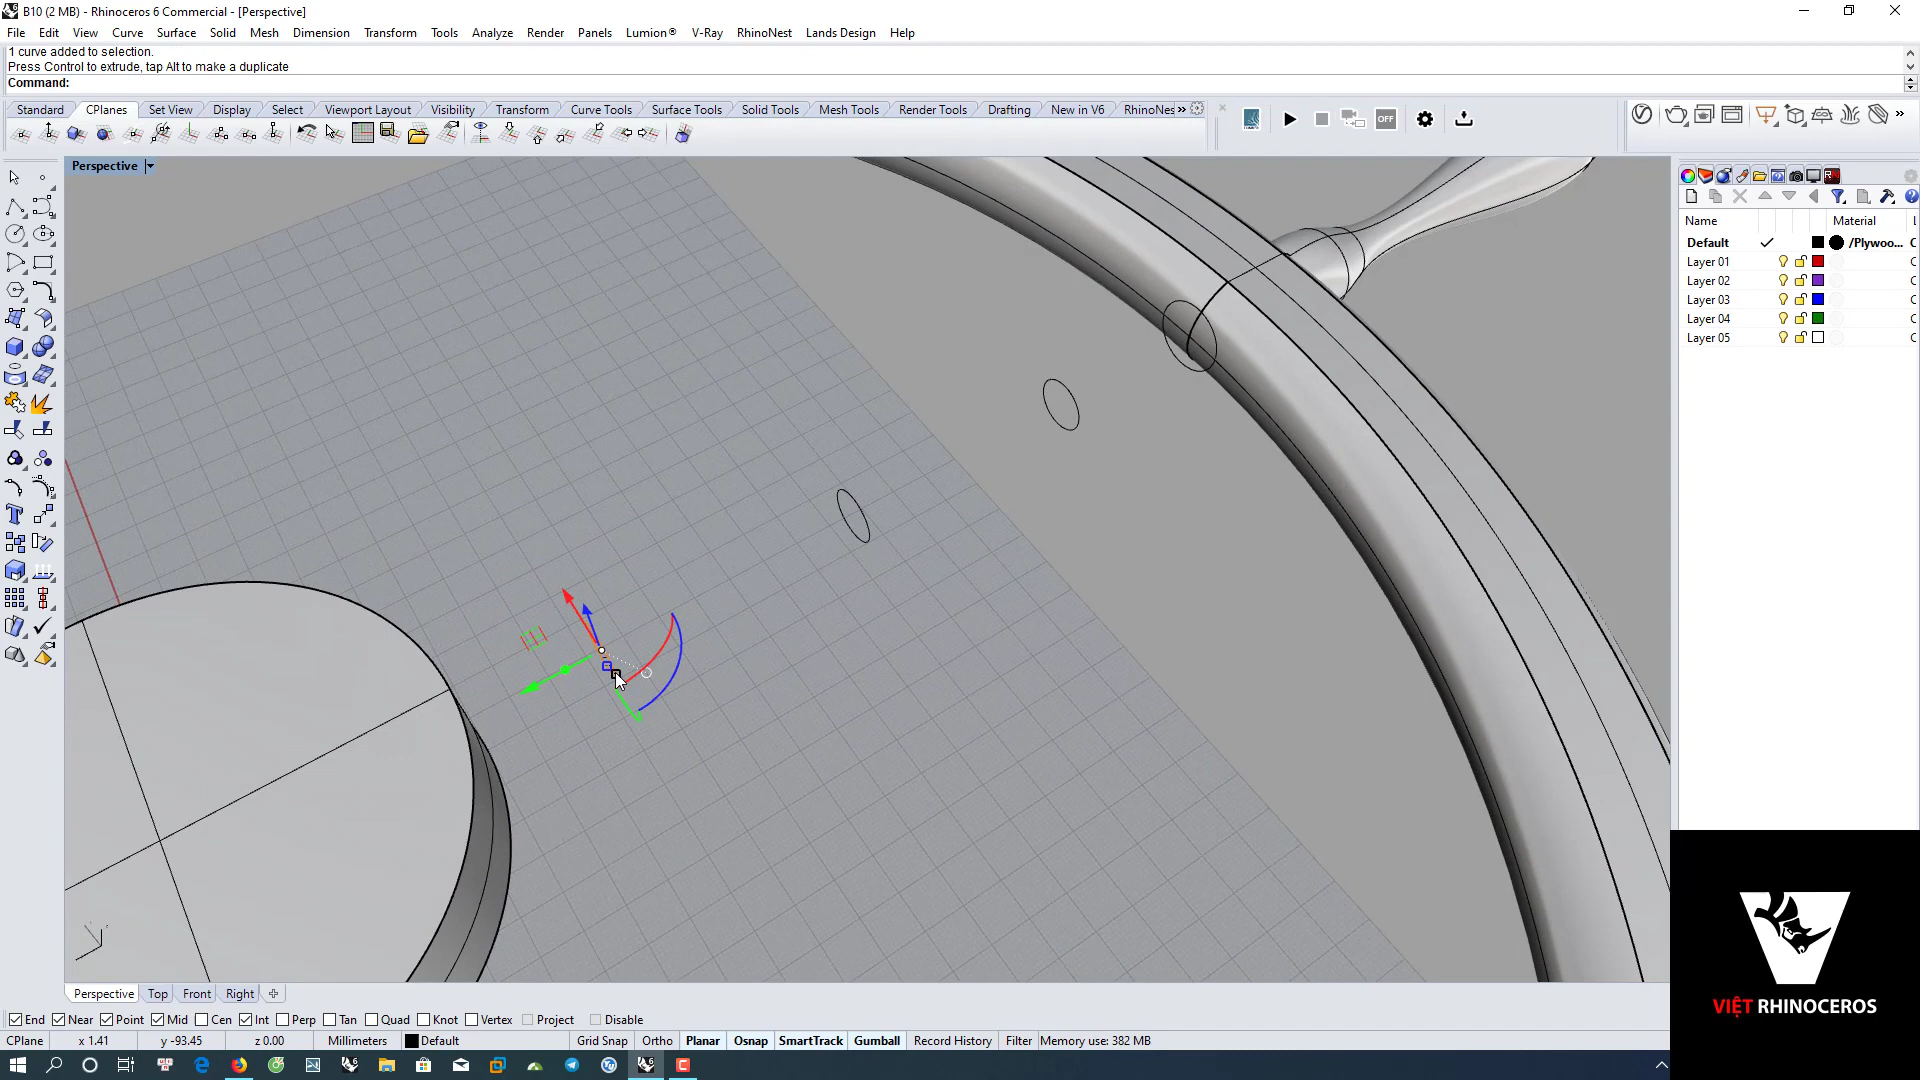 B10 (2 MB) - Rhinoceros 6 Commercial - [Perspective]
File Edit View Curve Surface Solid Mesh Dimension Transform Tools Analyze Render Panels Lumion® V-Ray RhinoNest Lands Design Help
1 curve added to selection.
Press Control to extrude, tap Alt to make a duplicate
Command:
Standard CPlanes Set View Display Select Viewport Layout Visibility Transform Curve Tools Surface Tools Solid Tools Mesh Tools Render Tools Drafting New in V6 RhinoNes »
OFF
Perspective
Name Material L
Default /Plywoo... C
Layer 01 C
Layer 02 C
Layer 03 C
Layer 04 C
Layer 05 C
VIỆT RHINOCEROS
Perspective Top Front Right
End Near Point Mid Cen Int Perp Tan Quad Knot Vertex Project Disable
CPlane x 1.41 y -93.45 z 0.00 Millimeters Default Grid Snap Ortho Planar Osnap SmartTrack Gumball Record History Filter Memory use: 382 MB